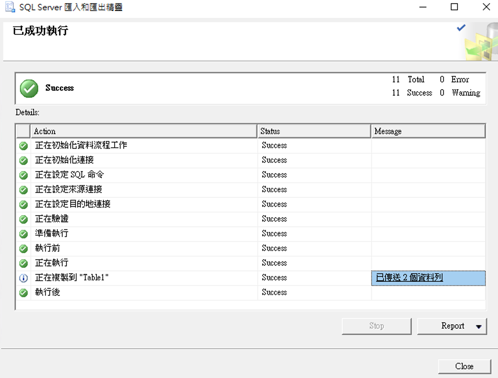 SQL Server 匯入和匯出精靈
已成功執行
Success
11 Total 0 Error
11 Success 0 Warning
Details:
Action Status Message
正在初始化資料流程工作 Success
正在初始化連接 Success
正在設定 SQL 命令 Success
正在設定來源連接 Success
正在設定目的地連接 Success
正在驗證 Success
準備執行 Success
執行前 Success
正在執行 Success
正在複製到 "Table1" Success 已傳送 2 個資料列
執行後 Success
Stop Report
Close